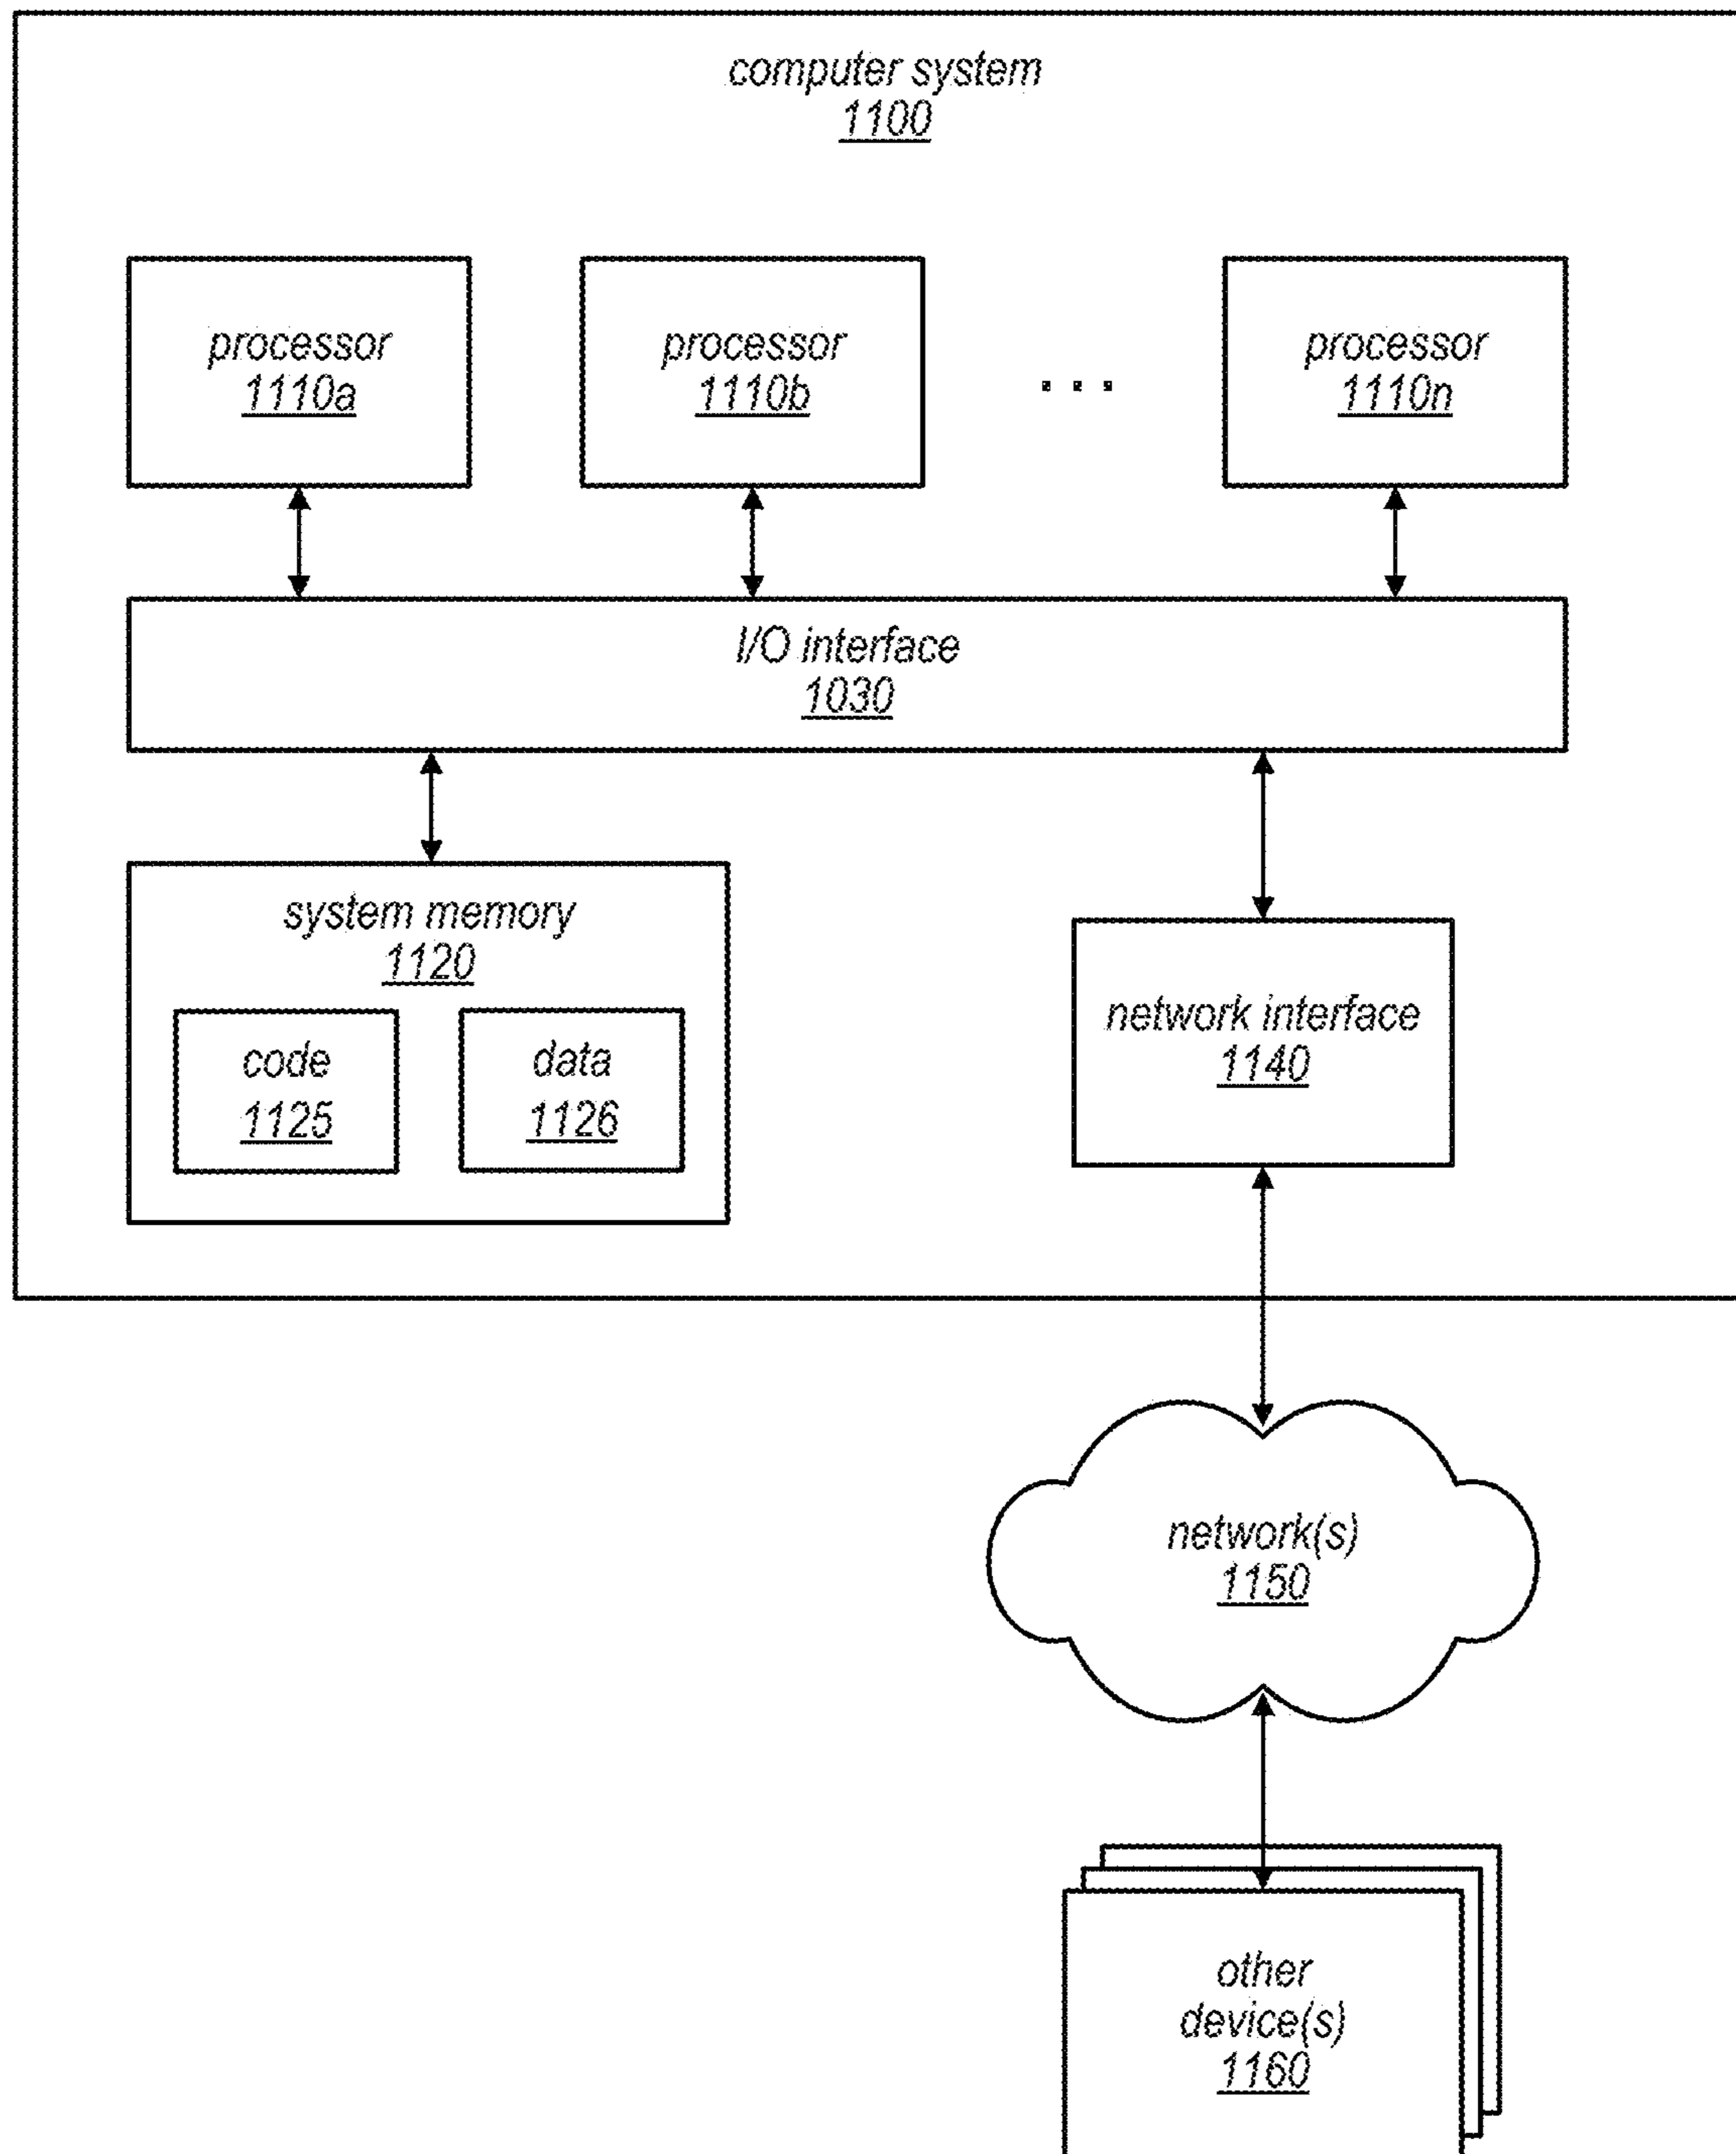 computer system
1100
processor
1110a
processor
1110b
. . .
processor
1110n
I/O interface
1030
system memory
1120
code
1125
data
1126
network interface
1140
network(s)
1150
other
device(s)
1160